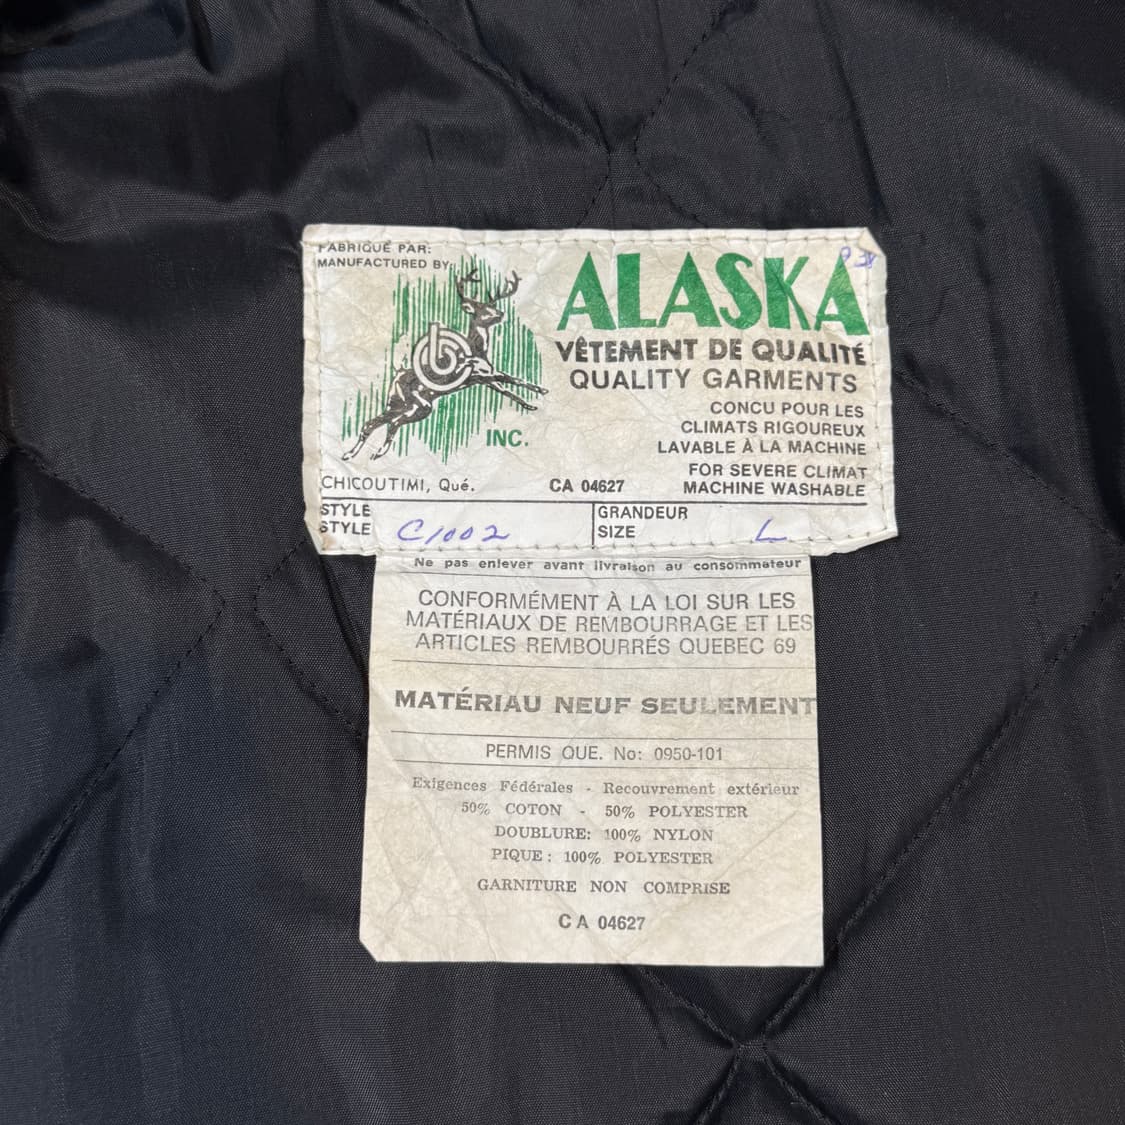 FABRIQUÉ PAR:
MANUFACTURED BY:
ALASKA
VÊTEMENT DE QUALITÉ
QUALITY GARMENTS
CONCU POUR LES
CLIMATS RIGOUREUX
LAVABLE À LA MACHINE
FOR SEVERE CLIMAT
MACHINE WASHABLE
INC.
CHICOUTIMI, Qué.
CA 04627
STYLE
STYLE C1002
GRANDEUR
SIZE L
Ne pas enlever avant livraison au consommateur
CONFORMÉMENT À LA LOI SUR LES
MATÉRIAUX DE REMBOURRAGE ET LES
ARTICLES REMBOURRÉS QUEBEC 69
MATÉRIAU NEUF SEULEMENT
PERMIS QUE. No: 0950-101
Exigences Fédérales - Recouvrement extérieur
50% COTON - 50% POLYESTER
DOUBLURE: 100% NYLON
PIQUE: 100% POLYESTER
GARNITURE NON COMPRISE
CA 04627